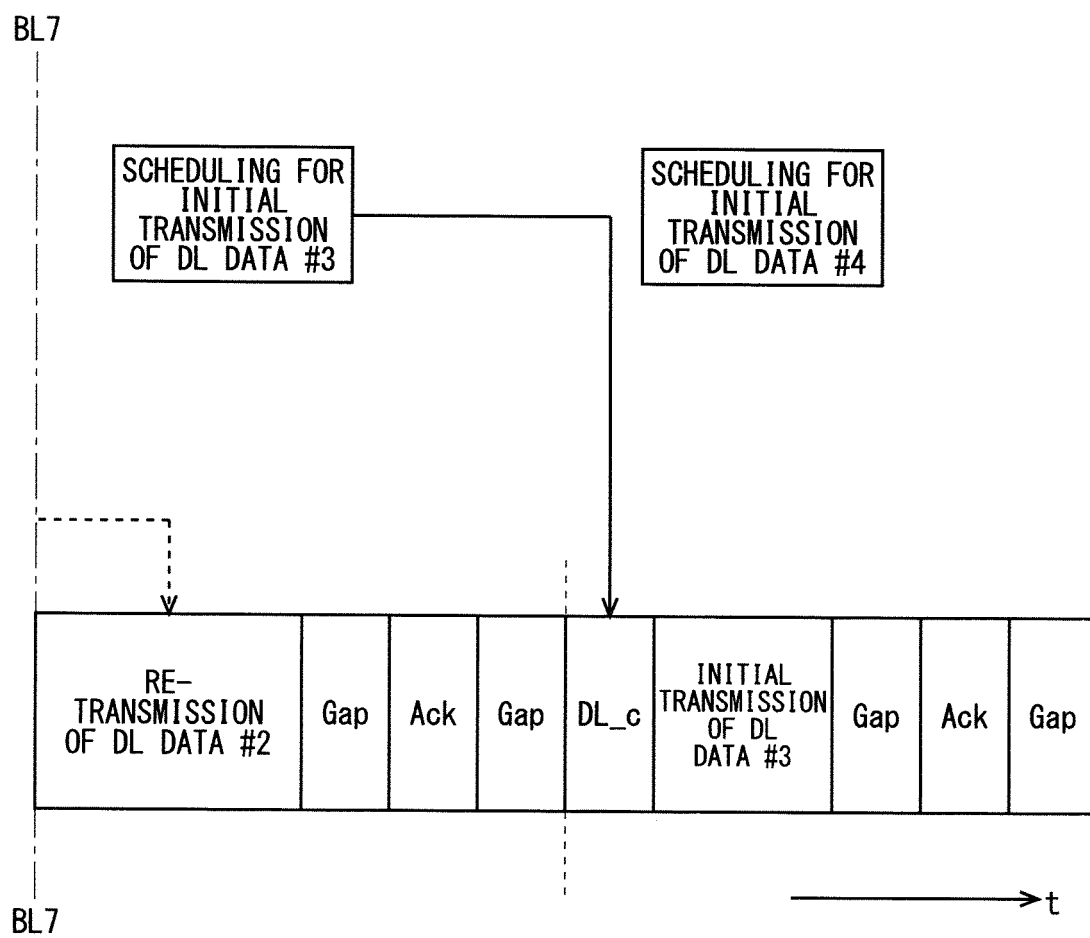 BL7
SCHEDULING FOR
INITIAL
TRANSMISSION
OF DL DATA #3
SCHEDULING FOR
INITIAL
TRANSMISSION
OF DL DATA #4
RE-
TRANSMISSION
OF DL DATA #2
Gap
Ack
Gap
DL_c
INITIAL
TRANSMISSION
OF DL
DATA #3
Gap
Ack
Gap
t
BL7